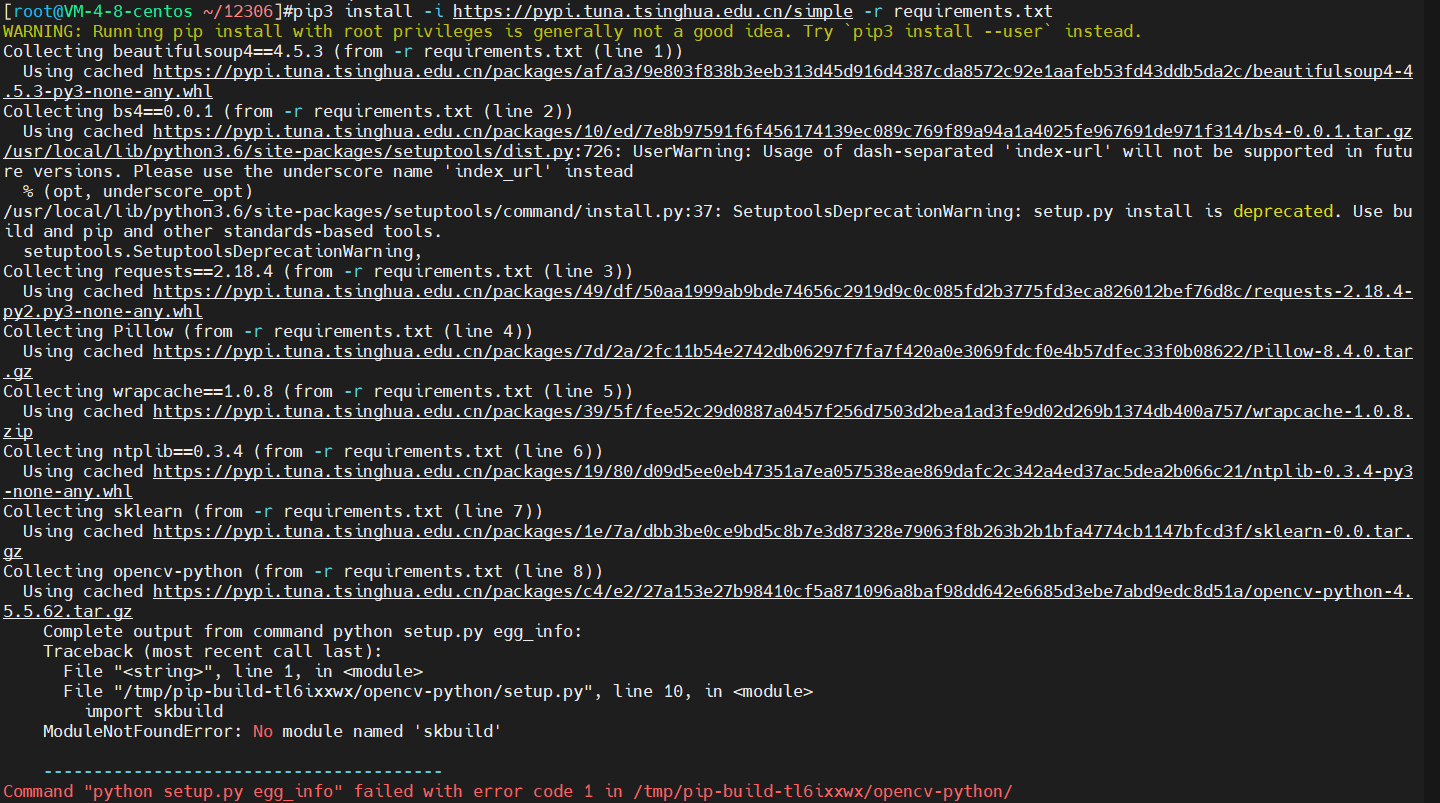 [root@VM-4-8-centos ~/12306]#pip3 install -i https://pypi.tuna.tsinghua.edu.cn/simple -r requirements.txt
WARNING: Running pip install with root privileges is generally not a good idea. Try `pip3 install --user` instead.
Collecting beautifulsoup4==4.5.3 (from -r requirements.txt (line 1))
  Using cached https://pypi.tuna.tsinghua.edu.cn/packages/af/a3/9e803f838b3eeb313d45d916d4387cda8572c92e1aafeb53fd43ddb5da2c/beautifulsoup4-4
.5.3-py3-none-any.whl
Collecting bs4==0.0.1 (from -r requirements.txt (line 2))
  Using cached https://pypi.tuna.tsinghua.edu.cn/packages/10/ed/7e8b97591f6f456174139ec089c769f89a94a1a4025fe967691de971f314/bs4-0.0.1.tar.gz
/usr/local/lib/python3.6/site-packages/setuptools/dist.py:726: UserWarning: Usage of dash-separated 'index-url' will not be supported in futu
re versions. Please use the underscore name 'index_url' instead
  % (opt, underscore_opt)
/usr/local/lib/python3.6/site-packages/setuptools/command/install.py:37: SetuptoolsDeprecationWarning: setup.py install is deprecated. Use bu
ild and pip and other standards-based tools.
  setuptools.SetuptoolsDeprecationWarning,
Collecting requests==2.18.4 (from -r requirements.txt (line 3))
  Using cached https://pypi.tuna.tsinghua.edu.cn/packages/49/df/50aa1999ab9bde74656c2919d9c0c085fd2b3775fd3eca826012bef76d8c/requests-2.18.4-
py2.py3-none-any.whl
Collecting Pillow (from -r requirements.txt (line 4))
  Using cached https://pypi.tuna.tsinghua.edu.cn/packages/7d/2a/2fc11b54e2742db06297f7fa7f420a0e3069fdcf0e4b57dfec33f0b08622/Pillow-8.4.0.tar
.gz
Collecting wrapcache==1.0.8 (from -r requirements.txt (line 5))
  Using cached https://pypi.tuna.tsinghua.edu.cn/packages/39/5f/fee52c29d0887a0457f256d7503d2bea1ad3fe9d02d269b1374db400a757/wrapcache-1.0.8.
zip
Collecting ntplib==0.3.4 (from -r requirements.txt (line 6))
  Using cached https://pypi.tuna.tsinghua.edu.cn/packages/19/80/d09d5ee0eb47351a7ea057538eae869dafc2c342a4ed37ac5dea2b066c21/ntplib-0.3.4-py3
-none-any.whl
Collecting sklearn (from -r requirements.txt (line 7))
  Using cached https://pypi.tuna.tsinghua.edu.cn/packages/1e/7a/dbb3be0ce9bd5c8b7e3d87328e79063f8b263b2b1bfa4774cb1147bfcd3f/sklearn-0.0.tar.
gz
Collecting opencv-python (from -r requirements.txt (line 8))
  Using cached https://pypi.tuna.tsinghua.edu.cn/packages/c4/e2/27a153e27b98410cf5a871096a8baf98dd642e6685d3ebe7abd9edc8d51a/opencv-python-4.
5.5.62.tar.gz
    Complete output from command python setup.py egg_info:
    Traceback (most recent call last):
      File "<string>", line 1, in <module>
      File "/tmp/pip-build-tl6ixxwx/opencv-python/setup.py", line 10, in <module>
        import skbuild
    ModuleNotFoundError: No module named 'skbuild'
    ----------------------------------------
Command "python setup.py egg_info" failed with error code 1 in /tmp/pip-build-tl6ixxwx/opencv-python/